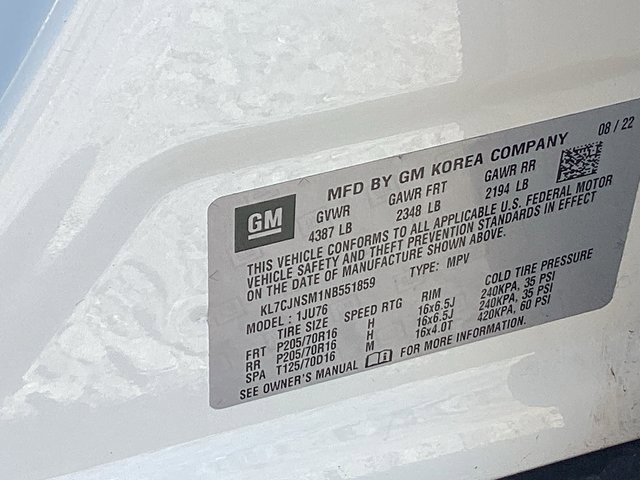 MFD BY GM KOREA COMPANY 08 / 22
GM
GVWR GAWR FRT GAWR RR
4387 LB 2348 LB 2194 LB
THIS VEHICLE CONFORMS TO ALL APPLICABLE U.S. FEDERAL MOTOR
VEHICLE SAFETY AND THEFT PREVENTION STANDARDS IN EFFECT
ON THE DATE OF MANUFACTURE SHOWN ABOVE.
KL7CJNSM1NB551859 TYPE: MPV
MODEL : 1JU76
TIRE SIZE SPEED RTG RIM COLD TIRE PRESSURE
FRT P205/70R16 H 16x6.5J 240KPA, 35 PSI
RR P205/70R16 H 16x6.5J 240KPA, 35 PSI
SPA T125/70D16 M 16x4.0T 420KPA, 60 PSI
SEE OWNER'S MANUAL FOR MORE INFORMATION.